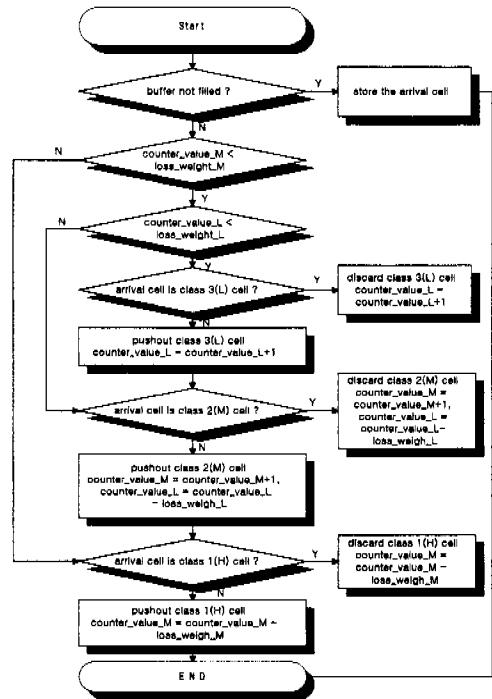 Start
buffer not filled ?
Y
store the arrival cell
N
N
counter_value_M <
loss_weight_M
Y
N
counter_value_L <
loss_weight_L
Y
arrival cell is class 3(L) cell ?
Y
discard class 3(L) cell
counter_value_L =
counter_value_L+1
N
pushout class 3(L) cell
counter_value_L = counter_value_L+1
arrival cell is class 2(M) cell ?
Y
discard class 2(M) cell
counter_value_M =
counter_value_M+1,
counter_value_L =
counter_value_L-
loss_weigh_L
N
pushout class 2(M) cell
counter_value_M = counter_value_M+1,
counter_value_L = counter_value_L
- loss_weigh_L
arrival cell is class 1(H) cell ?
Y
discard class 1(H) cell
counter_value_M =
counter_value_M -
loss_weigh_M
N
pushout class 1(H) cell
counter_value_M = counter_value_M -
loss_weigh_M
E N D